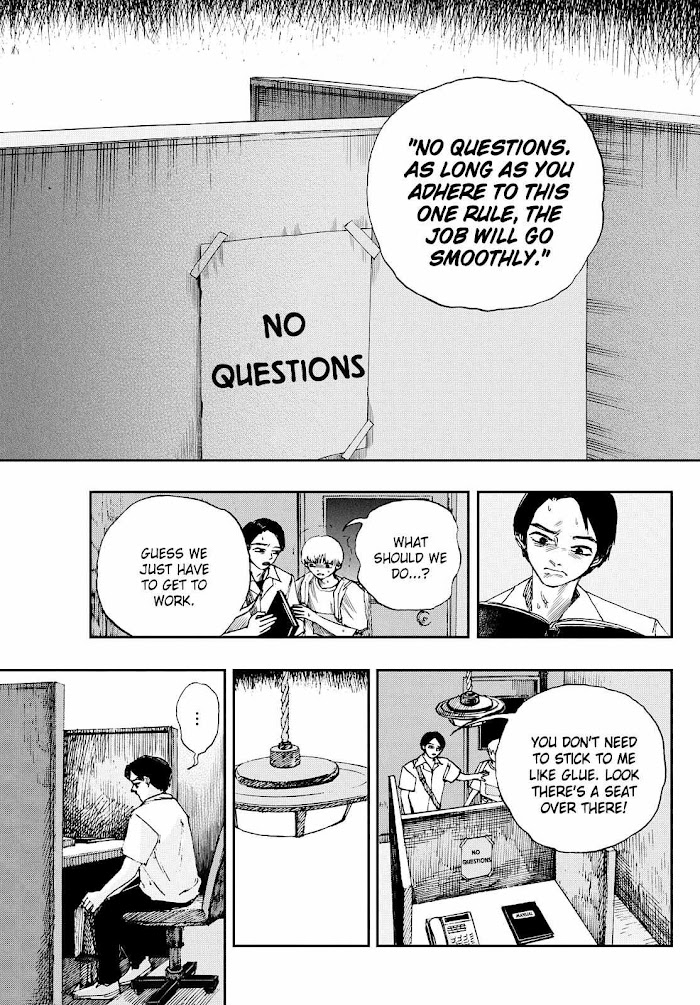 "NO QUESTIONS.
AS LONG AS YOU
ADHERE TO THIS
ONE RULE, THE
JOB WILL GO
SMOOTHLY."
NO
QUESTIONS
WHAT
SHOULD WE
DO...?
GUESS WE
JUST HAVE
TO GET TO
WORK.
YOU DON'T NEED
TO STICK TO ME
LIKE GLUE. LOOK
THERE'S A SEAT
OVER THERE!
NO
QUESTIONS
MANUAL
...